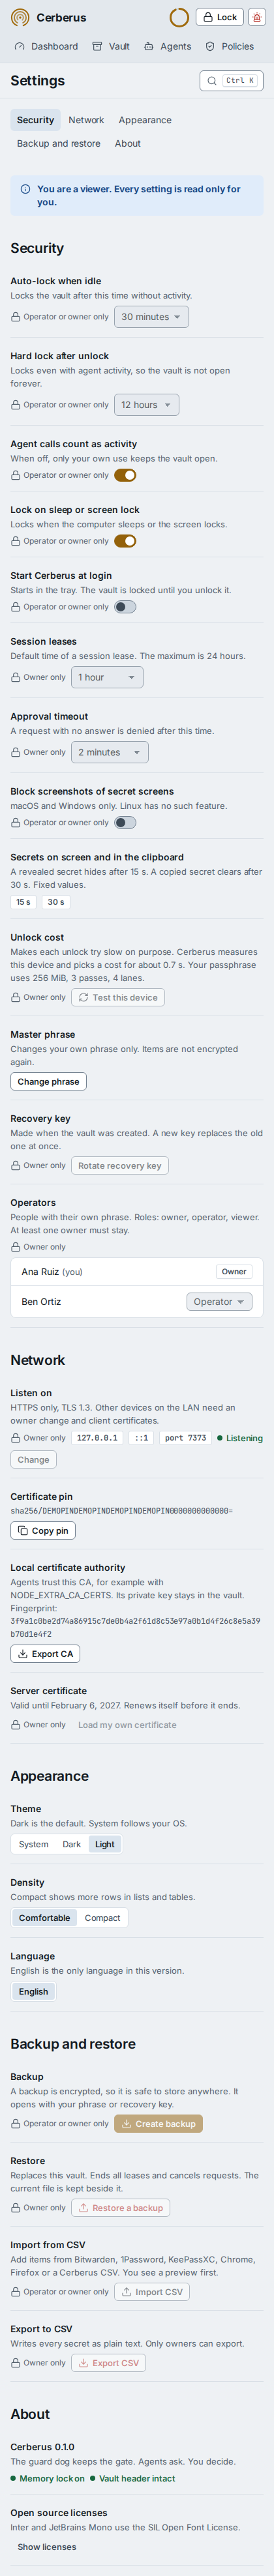 Cerberus
Lock
Dashboard
Vault
Agents
Policies
Settings
Ctrl K
Security
Network
Appearance
Backup and restore
About
You are a viewer. Every setting is read only for
you.
Security
Auto-lock when idle
Locks the vault after this time without activity.
Operator or owner only
30 minutes
Hard lock after unlock
Locks even with agent activity, so the vault is not open
forever.
Operator or owner only
12 hours
Agent calls count as activity
When off, only your own use keeps the vault open.
Operator or owner only
Lock on sleep or screen lock
Locks when the computer sleeps or the screen locks.
Operator or owner only
Start Cerberus at login
Starts in the tray. The vault is locked until you unlock it.
Operator or owner only
Session leases
Default time of a session lease. The maximum is 24 hours.
Owner only
1 hour
Approval timeout
A request with no answer is denied after this time.
Owner only
2 minutes
Block screenshots of secret screens
macOS and Windows only. Linux has no such feature.
Operator or owner only
Secrets on screen and in the clipboard
A revealed secret hides after 15 s. A copied secret clears after
30 s. Fixed values.
15 s
30 s
Unlock cost
Makes each unlock try slow on purpose. Cerberus measures
this device and picks a cost for about 0.7 s. Your passphrase
uses 256 MiB, 3 passes, 4 lanes.
Owner only
Test this device
Master phrase
Changes your own phrase only. Items are not encrypted
again.
Change phrase
Recovery key
Made when the vault was created. A new key replaces the old
one at once.
Owner only
Rotate recovery key
Operators
People with their own phrase. Roles: owner, operator, viewer.
At least one owner must stay.
Owner only
Ana Ruiz (you)
Owner
Ben Ortiz
Operator
Network
Listen on
HTTPS only, TLS 1.3. Other devices on the LAN need an
owner change and client certificates.
Owner only
127.0.0.1
::1
port 7373
Listening
Change
Certificate pin
sha256/DEMOPINDEMOPINDEMOPINDEMOPIN0000000000000=
Copy pin
Local certificate authority
Agents trust this CA, for example with
NODE_EXTRA_CA_CERTS. Its private key stays in the vault.
Fingerprint:
3f9a1c0be2d74a86915c7de0b4a2f61d8c53e97a0b1d4f26c8e5a39
b70d1e4f2
Export CA
Server certificate
Valid until February 6, 2027. Renews itself before it ends.
Owner only
Load my own certificate
Appearance
Theme
Dark is the default. System follows your OS.
System
Dark
Light
Density
Compact shows more rows in lists and tables.
Comfortable
Compact
Language
English is the only language in this version.
English
Backup and restore
Backup
A backup is encrypted, so it is safe to store anywhere. It
opens with your phrase or recovery key.
Operator or owner only
Create backup
Restore
Replaces this vault. Ends all leases and cancels requests. The
current file is kept beside it.
Owner only
Restore a backup
Import from CSV
Add items from Bitwarden, 1Password, KeePassXC, Chrome,
Firefox or a Cerberus CSV. You see a preview first.
Operator or owner only
Import CSV
Export to CSV
Writes every secret as plain text. Only owners can export.
Owner only
Export CSV
About
Cerberus 0.1.0
The guard dog keeps the gate. Agents ask. You decide.
Memory lock on
Vault header intact
Open source licenses
Inter and JetBrains Mono use the SIL Open Font License.
Show licenses